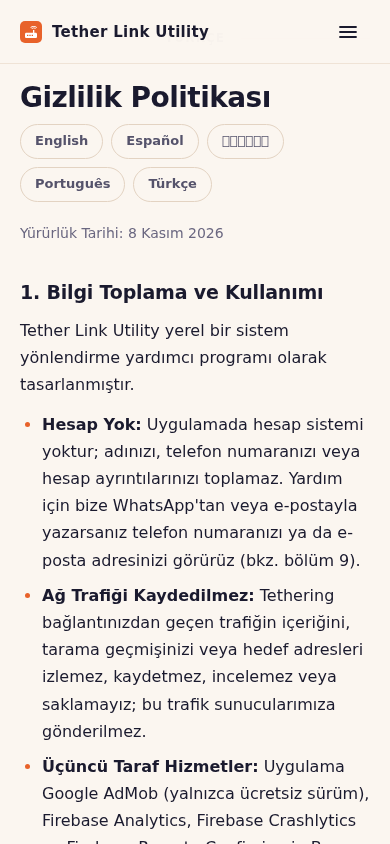 Tether Link Utility
Gizlilik Politikası
English
Español
Português
Türkçe
Yürürlük Tarihi: 8 Kasım 2026
1. Bilgi Toplama ve Kullanımı
Tether Link Utility yerel bir sistem
yönlendirme yardımcı programı olarak
tasarlanmıştır.
• Hesap Yok: Uygulamada hesap sistemi
yoktur; adınızı, telefon numaranızı veya
hesap ayrıntılarınızı toplamaz. Yardım
için bize WhatsApp'tan veya e-postayla
yazarsanız telefon numaranızı ya da e-
posta adresinizi görürüz (bkz. bölüm 9).
• Ağ Trafiği Kaydedilmez: Tethering
bağlantınızdan geçen trafiğin içeriğini,
tarama geçmişinizi veya hedef adresleri
izlemez, kaydetmez, incelemez veya
saklamayız; bu trafik sunucularımıza
gönderilmez.
• Üçüncü Taraf Hizmetler: Uygulama
Google AdMob (yalnızca ücretsiz sürüm),
Firebase Analytics, Firebase Crashlytics